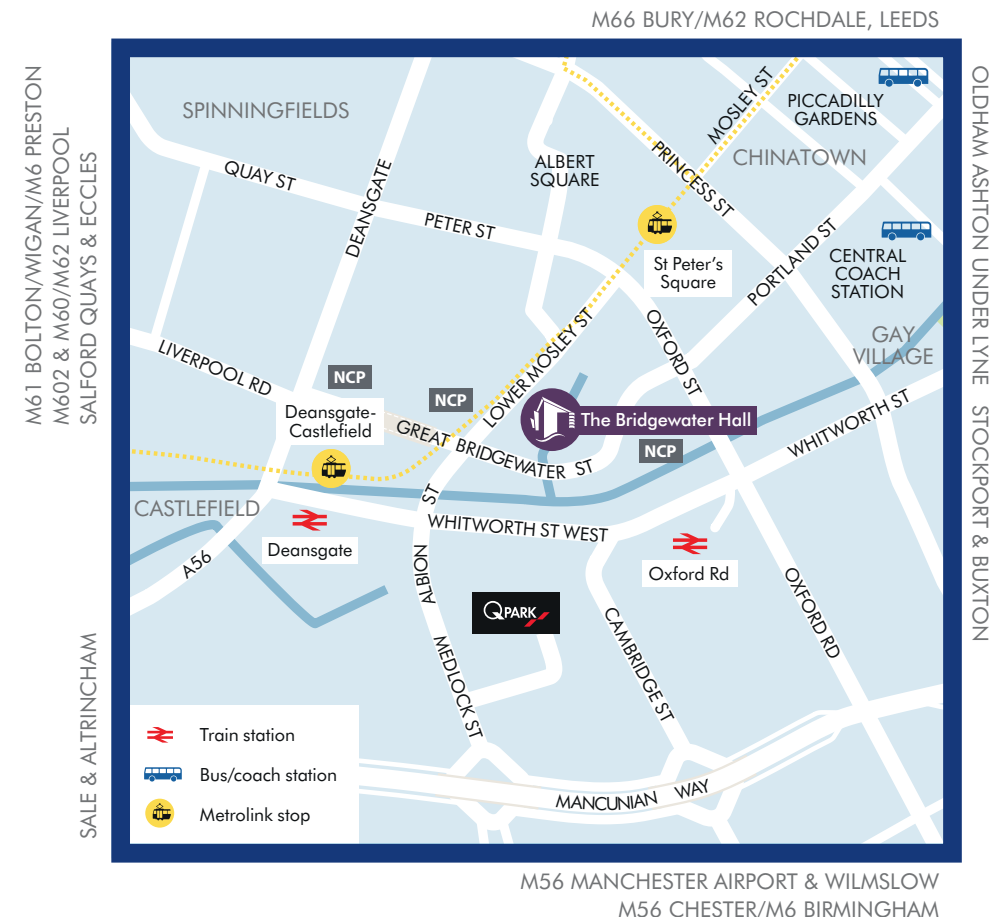 M66 BURY/M62 ROCHDALE, LEEDS
M61 BOLTON/WIGAN/M6 PRESTON
M602 & M60/M62 LIVERPOOL
SALFORD QUAYS & ECCLES
SALE & ALTRINCHAM
OLDHAM ASHTON UNDER LYNE
STOCKPORT & BUXTON
SPINNINGFIELDS
QUAY ST
DEANSGATE
PETER ST
ALBERT
SQUARE
MOSLEY ST
PRINCESS ST
PICCADILLY
GARDENS
CHINATOWN
St Peter's
Square
PORTLAND ST
CENTRAL
COACH
STATION
GAY
VILLAGE
LIVERPOOL RD
NCP
NCP
LOWER MOSLEY ST
OXFORD ST
Deansgate-
Castlefield
GREAT BRIDGEWATER ST
The Bridgewater Hall
NCP
WHITWORTH ST
CASTLEFIELD
A56
Deansgate
WHITWORTH ST WEST
Oxford Rd
ALBION ST
QPARK
MEDLOCK ST
CAMBRIDGE ST
OXFORD RD
MANCUNIAN WAY
Train station
Bus/coach station
Metrolink stop
M56 MANCHESTER AIRPORT & WILMSLOW
M56 CHESTER/M6 BIRMINGHAM